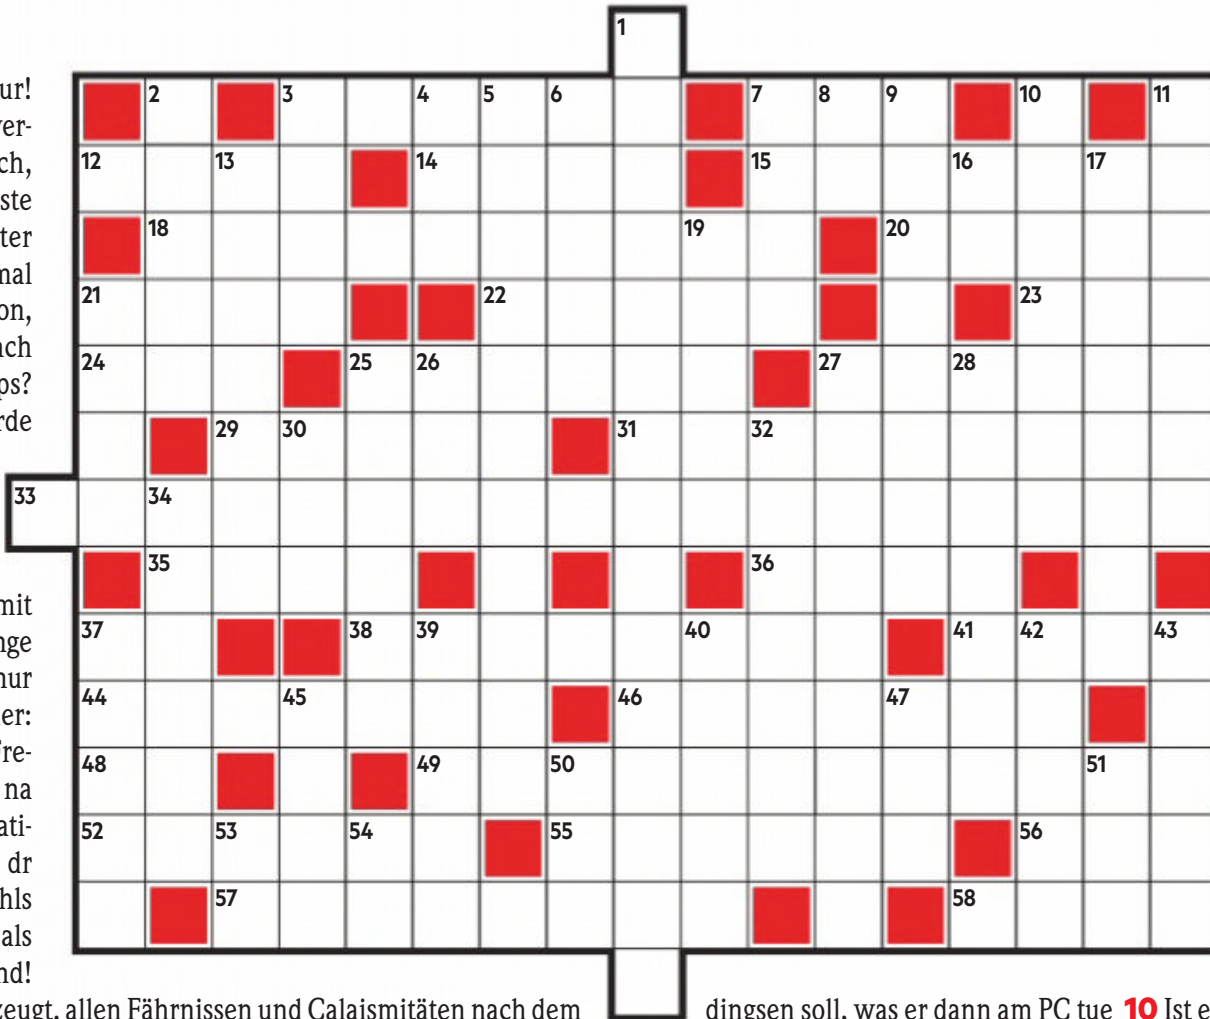 1
ur!
2 3 4 5 6 7 8 9 10 11
ver-
ch,
12 13 14 15 16 17
ste
ter
18 19 20
mal
21 22 23
on,
ach
24 25 26 27 28
ps?
rde
29 30 31 32
33 34
35 36
mit
nge
37 38 39 40 41 42 43
nur
er:
44 45 46 47
re-
48 49 50 51
na
ati-
52 53 54 55 56
dr
hls
57 58
als
nd!
zeugt, allen Fährnissen und Calaismitäten nach dem
dingsen soll, was er dann am PC tue 10 Ist e